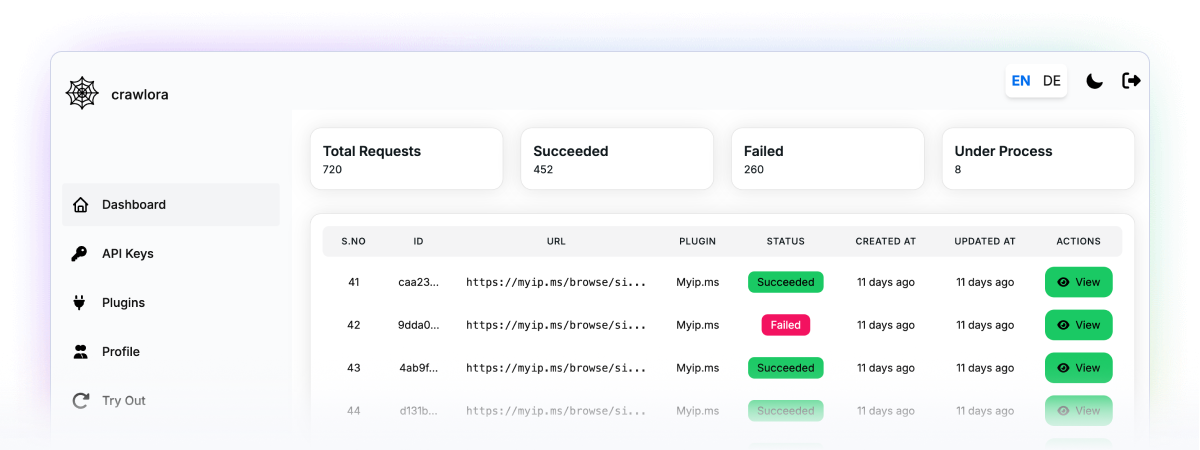 crawlora
EN DE
Dashboard
API Keys
Plugins
Profile
Try Out
Total Requests
720
Succeeded
452
Failed
260
Under Process
8
S.NO ID URL PLUGIN STATUS CREATED AT UPDATED AT ACTIONS
41 caa23... https://myip.ms/browse/si... Myip.ms Succeeded 11 days ago 11 days ago View
42 9dda0... https://myip.ms/browse/si... Myip.ms Failed 11 days ago 11 days ago View
43 4ab9f... https://myip.ms/browse/si... Myip.ms Succeeded 11 days ago 11 days ago View
44 d131b... https://myip.ms/browse/si... Myip.ms Succeeded 11 days ago 11 days ago View